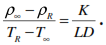 (ρ∞ − ρR) / (TR − T∞) = K / LD .